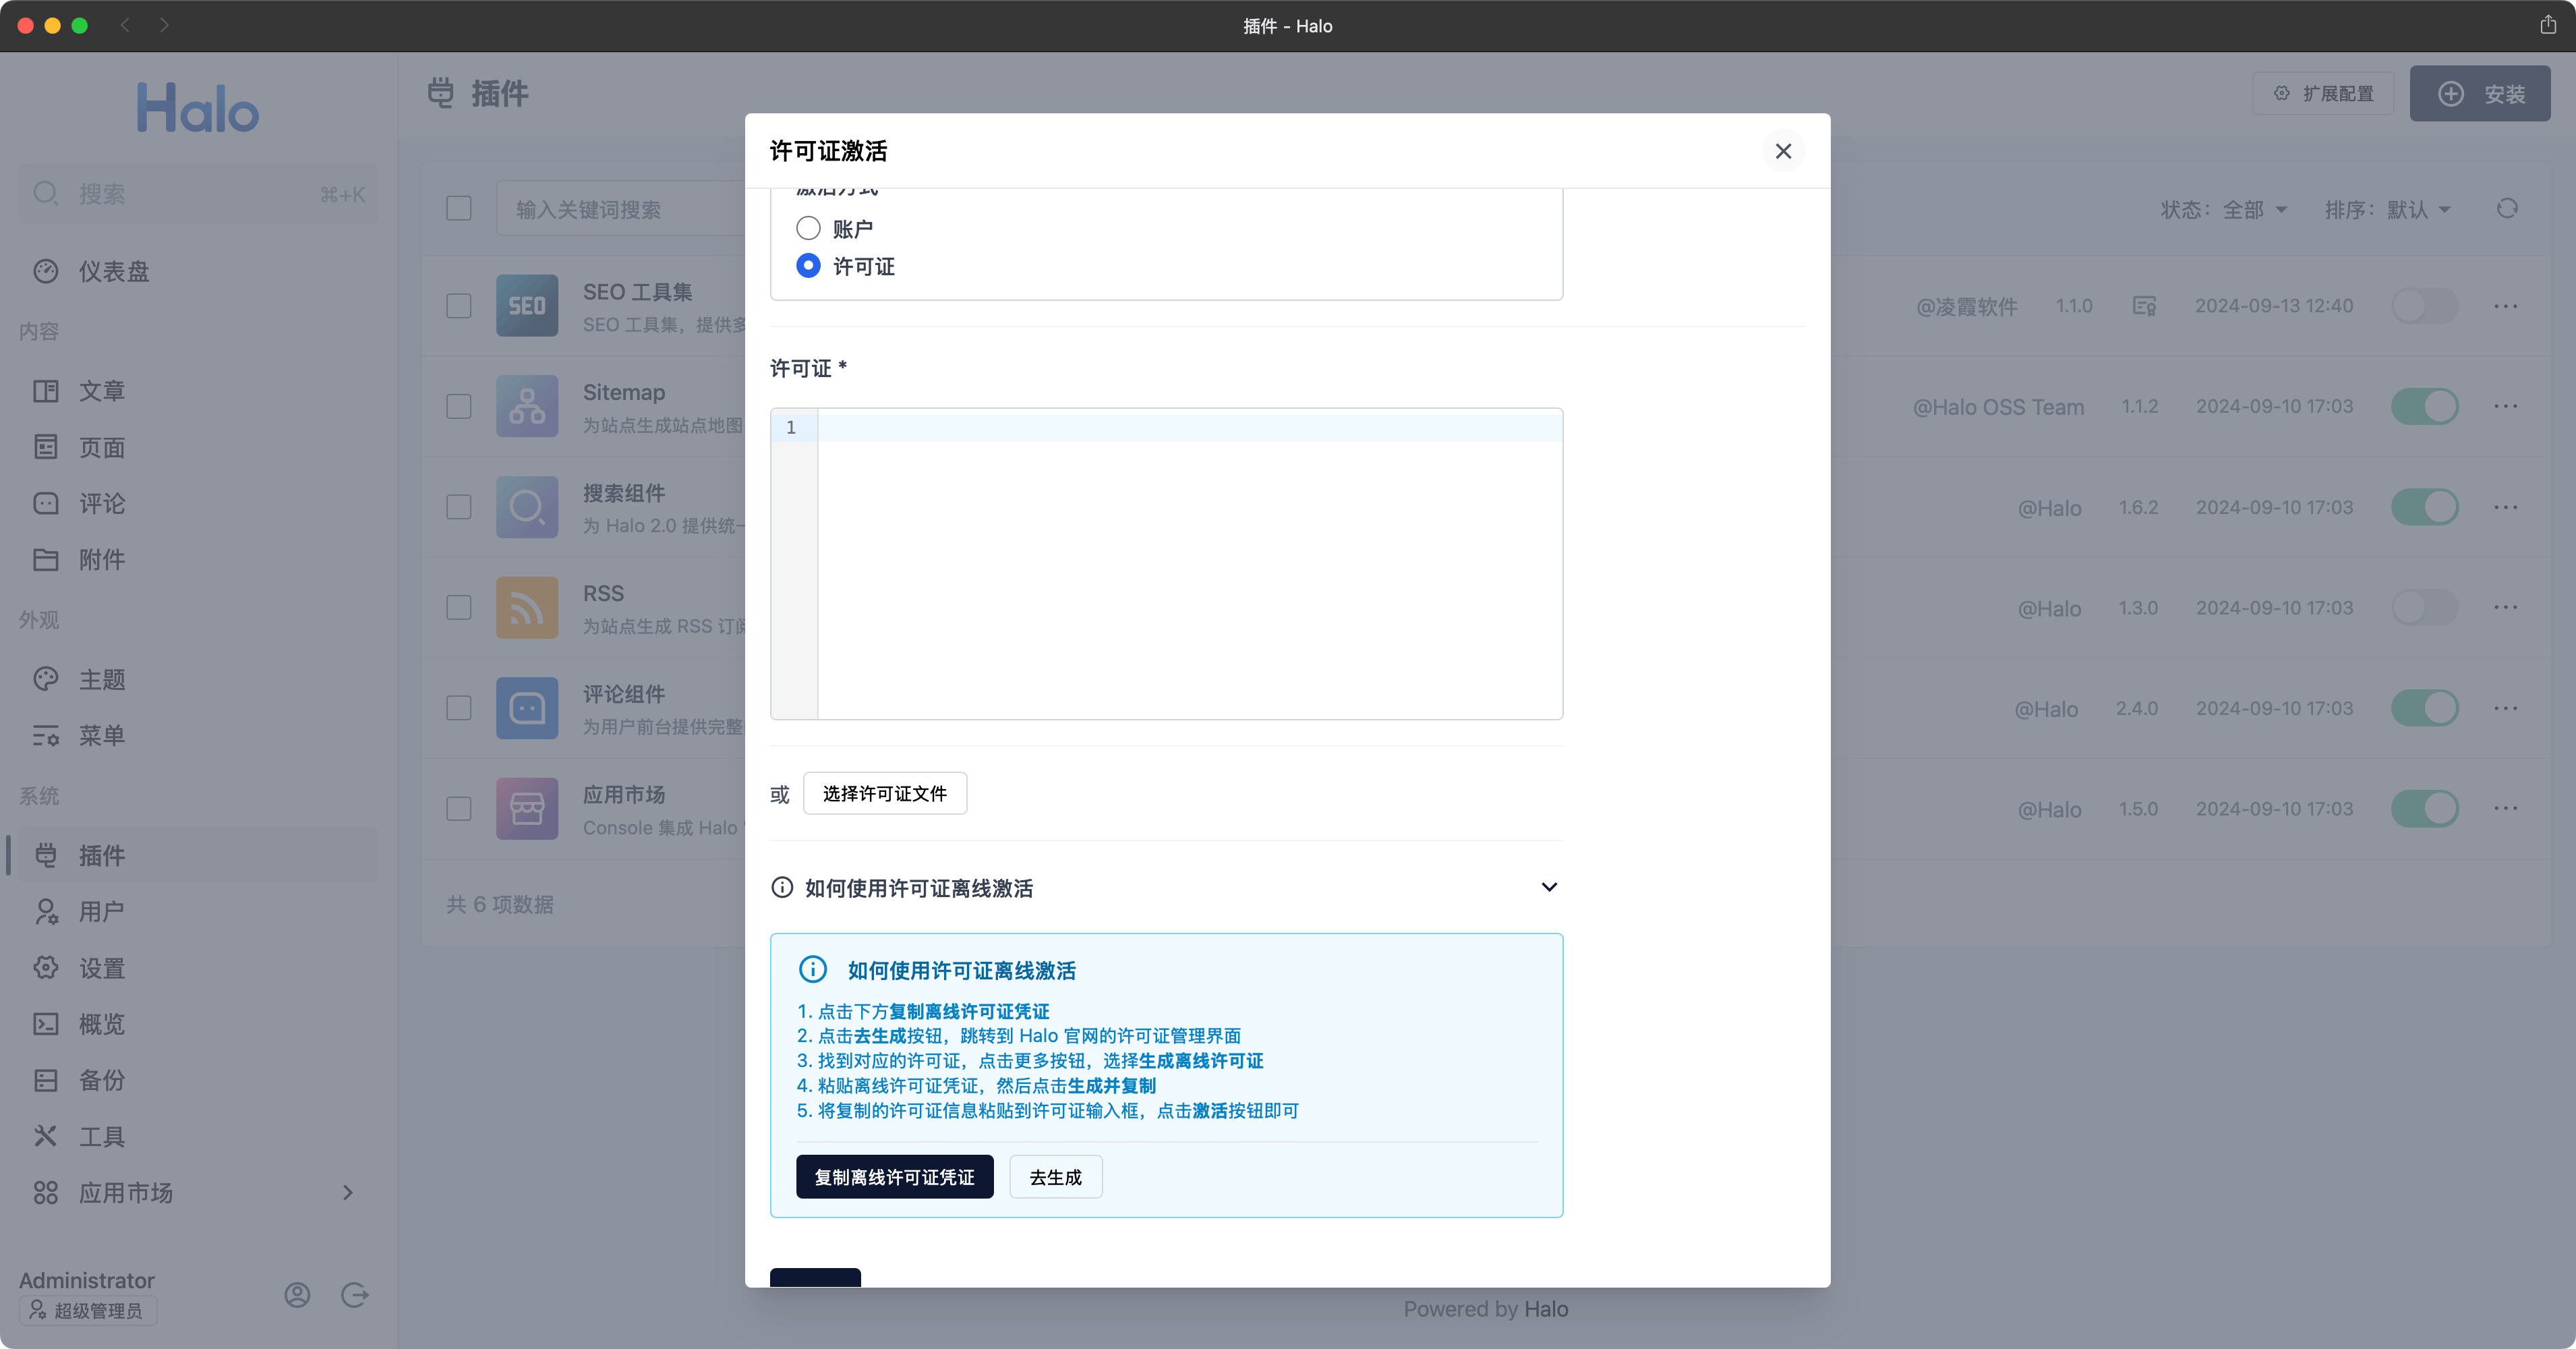 插件 - Halo
Halo
搜索
⌘+K
仪表盘
内容
文章
页面
评论
附件
外观
主题
菜单
系统
插件
用户
设置
概览
备份
工具
应用市场
Administrator
超级管理员
插件
扩展配置
安装
输入关键词搜索
状态：全部
排序：默认
SEO
SEO 工具集
SEO 工具集，提供多
@凌霞软件
1.1.0
2024-09-13 12:40
Sitemap
为站点生成站点地图
@Halo OSS Team
1.1.2
2024-09-10 17:03
搜索组件
为 Halo 2.0 提供统一
@Halo
1.6.2
2024-09-10 17:03
RSS
为站点生成 RSS 订阅
@Halo
1.3.0
2024-09-10 17:03
评论组件
为用户前台提供完整
@Halo
2.4.0
2024-09-10 17:03
应用市场
Console 集成 Halo
@Halo
1.5.0
2024-09-10 17:03
共 6 项数据
许可证激活
激活方式
账户
许可证
许可证 *
1
或
选择许可证文件
如何使用许可证离线激活
如何使用许可证离线激活
1. 点击下方复制离线许可证凭证
2. 点击去生成按钮，跳转到 Halo 官网的许可证管理界面
3. 找到对应的许可证，点击更多按钮，选择生成离线许可证
4. 粘贴离线许可证凭证，然后点击生成并复制
5. 将复制的许可证信息粘贴到许可证输入框，点击激活按钮即可
复制离线许可证凭证
去生成
Powered by Halo